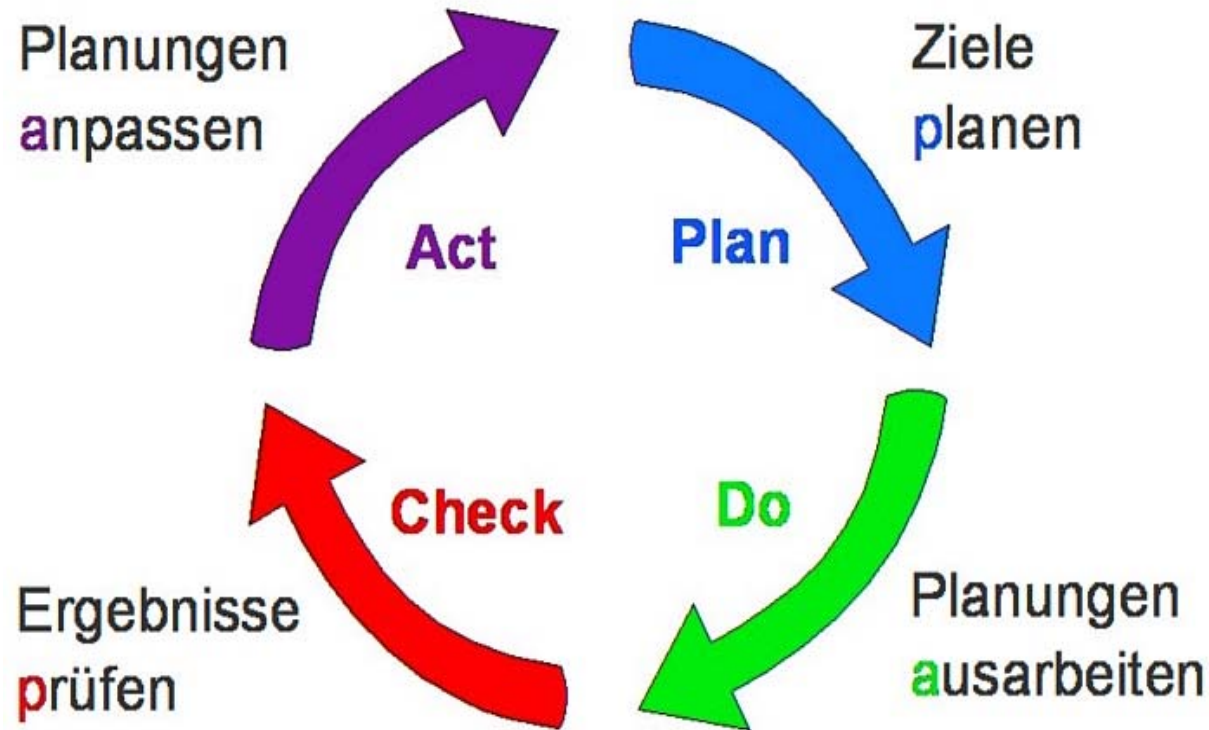 Planungen
anpassen
Act
Plan
Ziele
planen
Check
Do
Ergebnisse
prüfen
Planungen
ausarbeiten